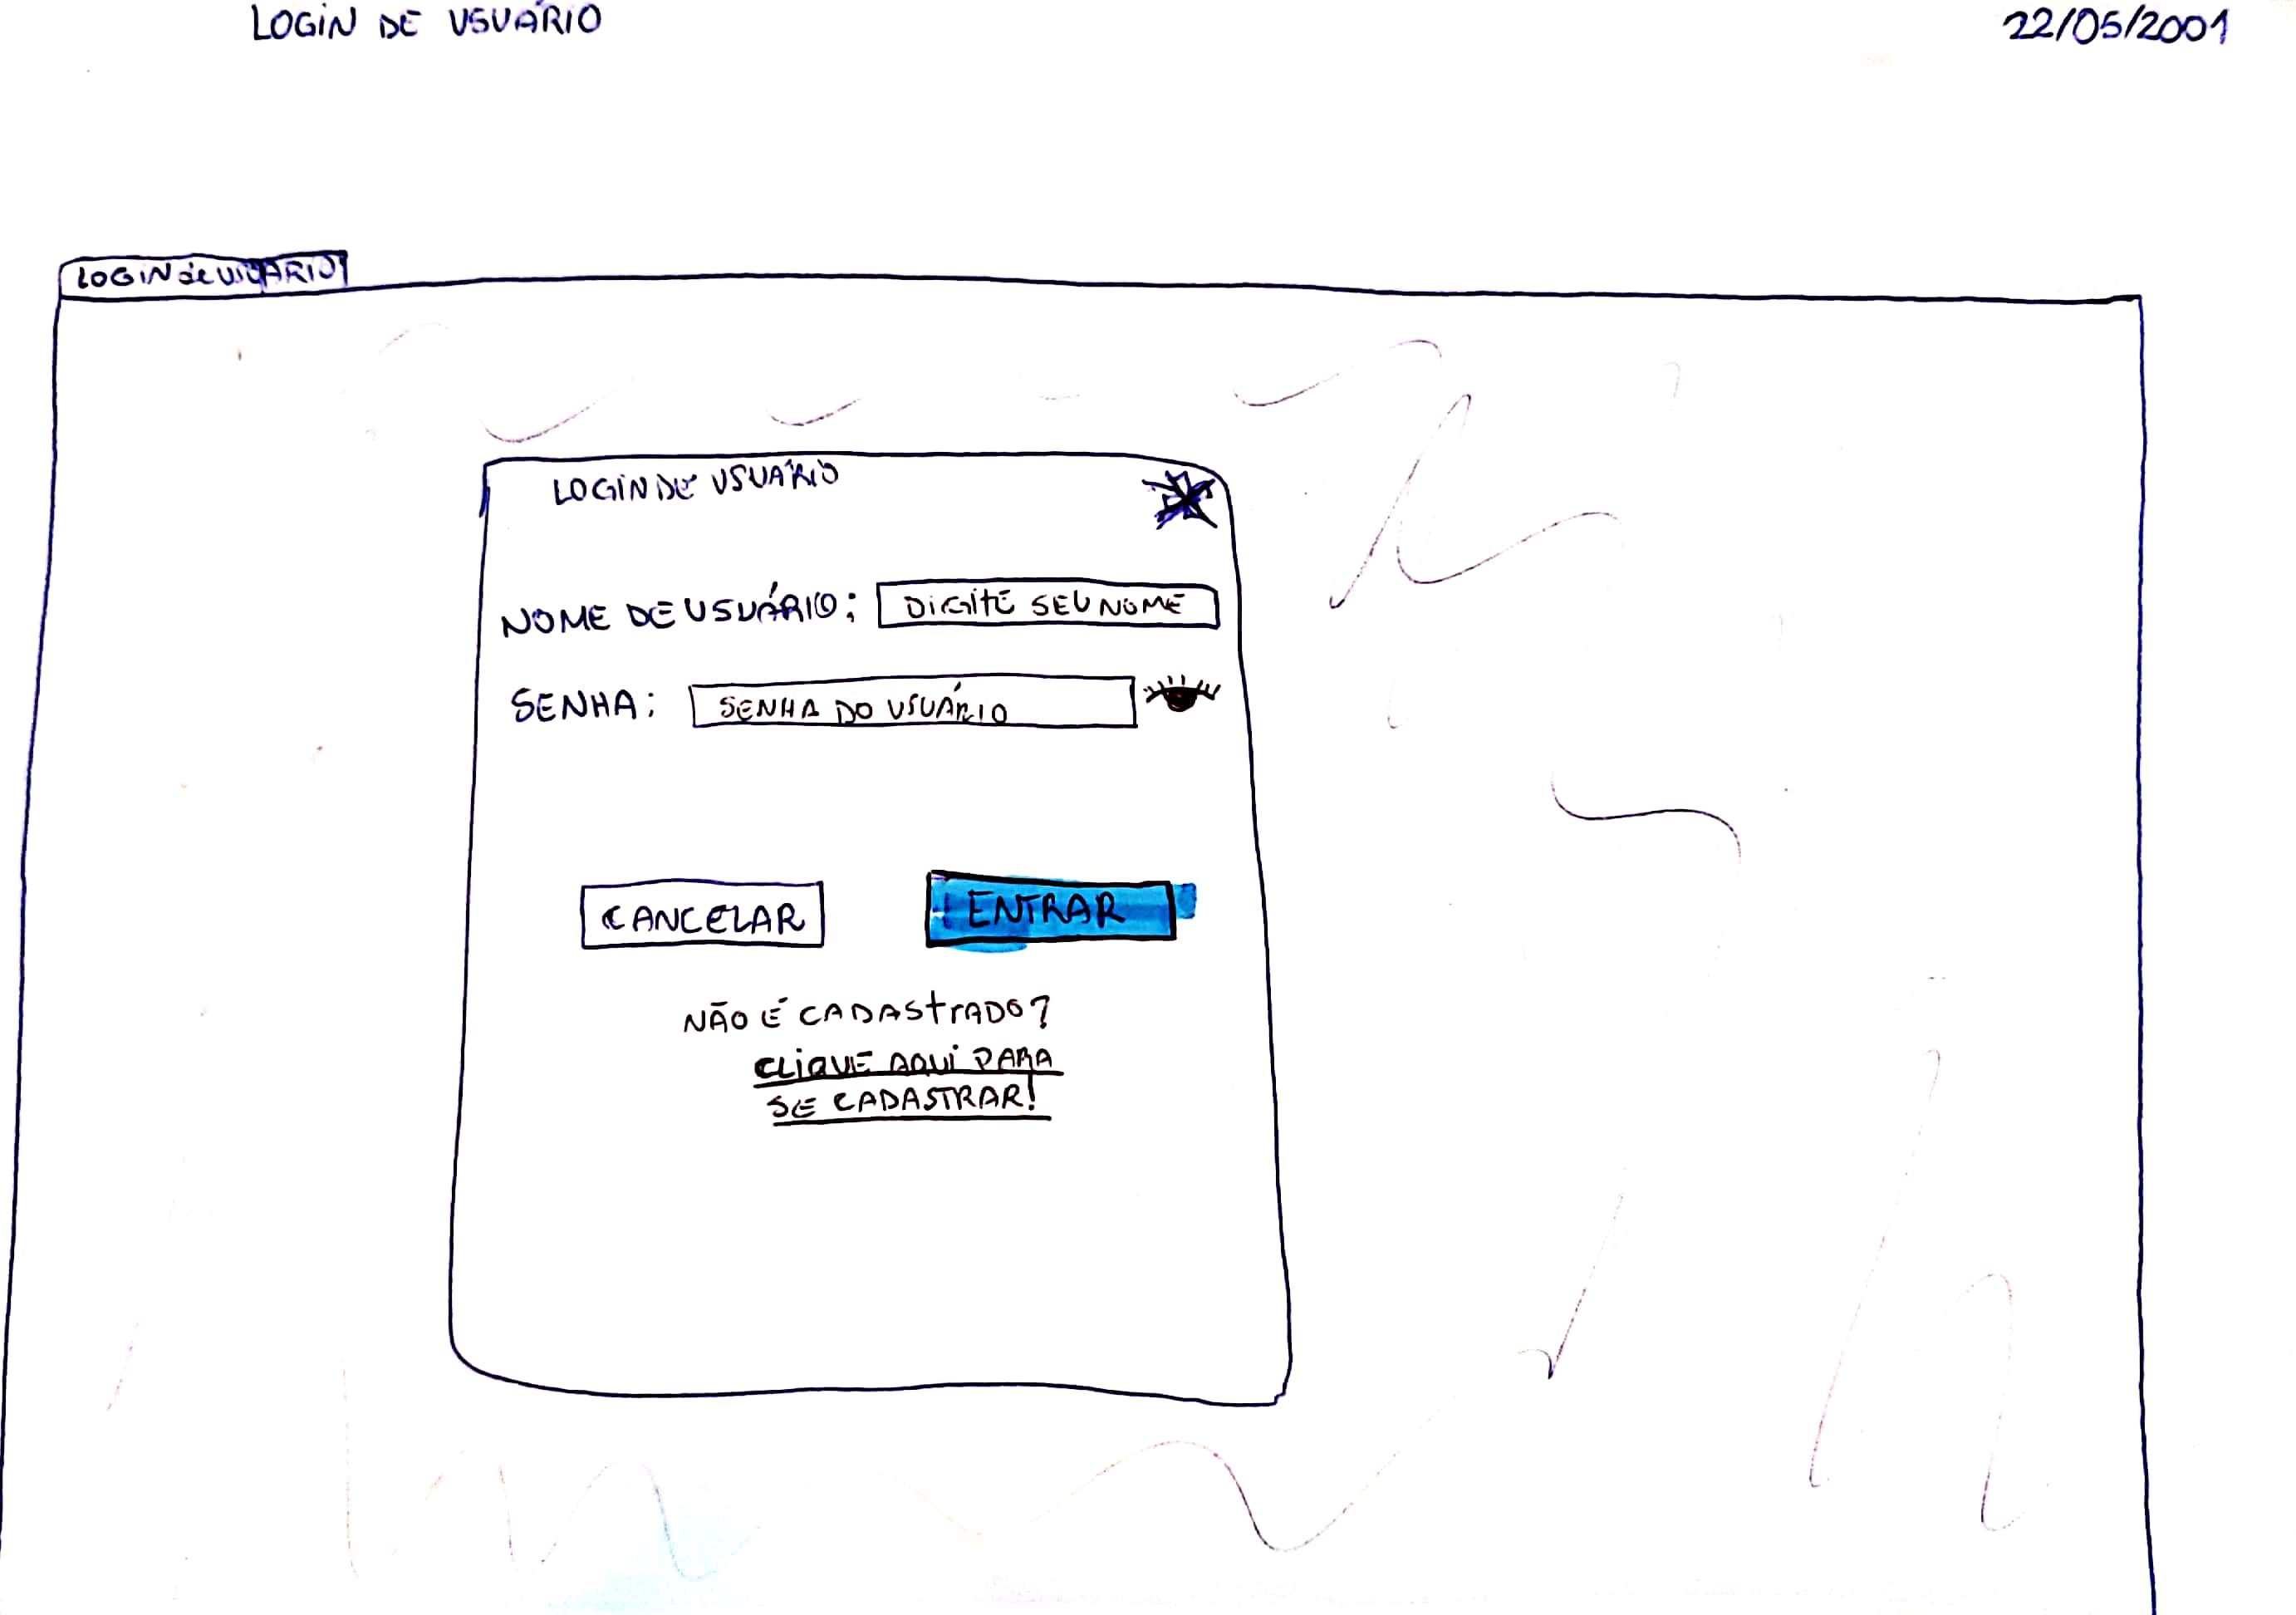 LOGIN DE USUÁRIO
22/05/2001
LOGIN de USUÁRIO
LOGIN DE USUÁRIO
NOME DE USUÁRIO: DIGITE SEU NOME
SENHA: SENHA DO USUÁRIO
CANCELAR ENTRAR
NÃO É CADASTRADO?
CLIQUE AQUI PARA
SE CADASTRAR!